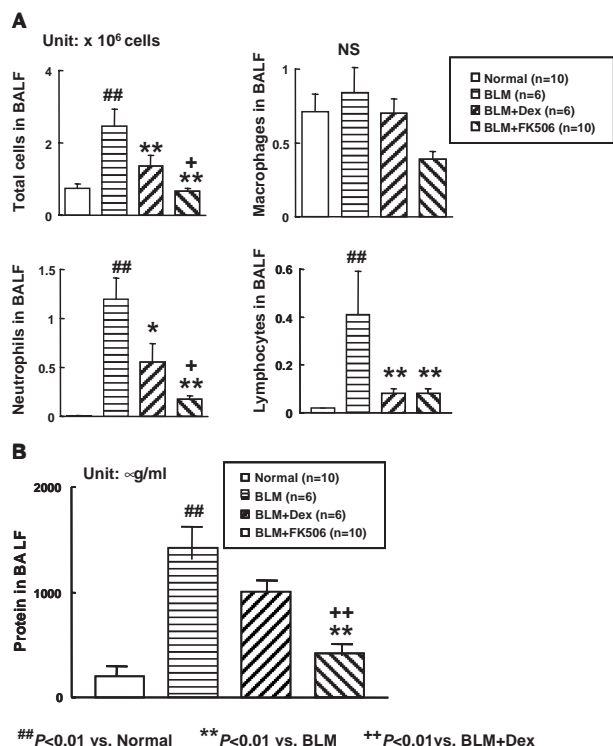 A
Unit: x 10⁶ cells
Total cells in BALF
4
2
0
##
**
+
**
NS
Macrophages in BALF
1
0.5
0
Normal (n=10)
BLM (n=6)
BLM+Dex (n=6)
BLM+FK506 (n=10)
Neutrophils in BALF
1.5
1
0.5
0
##
*
+
**
Lymphocytes in BALF
0.6
0.4
0.2
0
##
**
**
B
Unit: ∝g/ml
Protein in BALF
2000
1000
0
##
++
**
Normal (n=10)
BLM (n=6)
BLM+Dex (n=6)
BLM+FK506 (n=10)
##P<0.01 vs. Normal **P<0.01 vs. BLM ++P<0.01vs. BLM+Dex